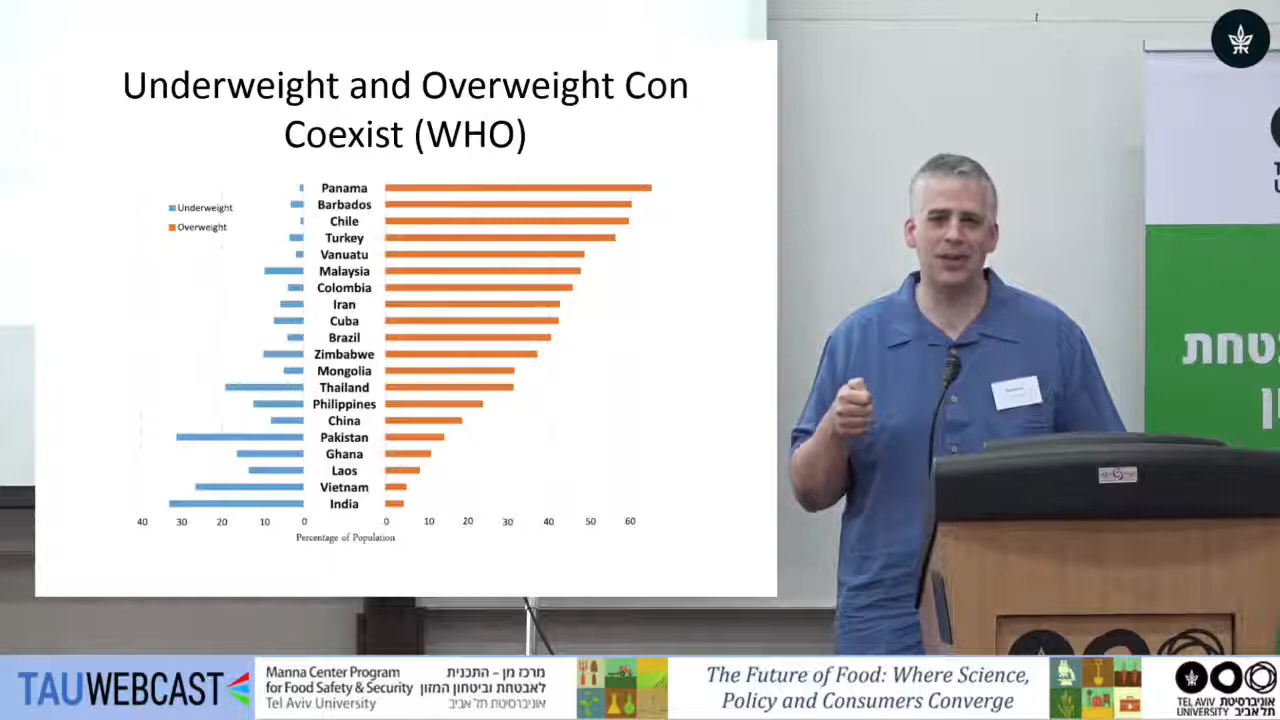 Underweight and Overweight Con
Coexist (WHO)
Underweight
Overweight
Panama
Barbados
Chile
Turkey
Vanuatu
Malaysia
Colombia
Iran
Cuba
Brazil
Zimbabwe
Mongolia
Thailand
Philippines
China
Pakistan
Ghana
Laos
Vietnam
India
40 30 20 10 0 0 10 20 30 40 50 60
Percentage of Population
TAUWEBCAST
Manna Center Program
for Food Safety & Security
Tel Aviv University
מרכז מן – התכנית
לאבטחת וביטחון המזון
אוניברסיטת תל אביב
The Future of Food: Where Science,
Policy and Consumers Converge
TEL AVIV אוניברסיטת
UNIVERSITY תל אביב